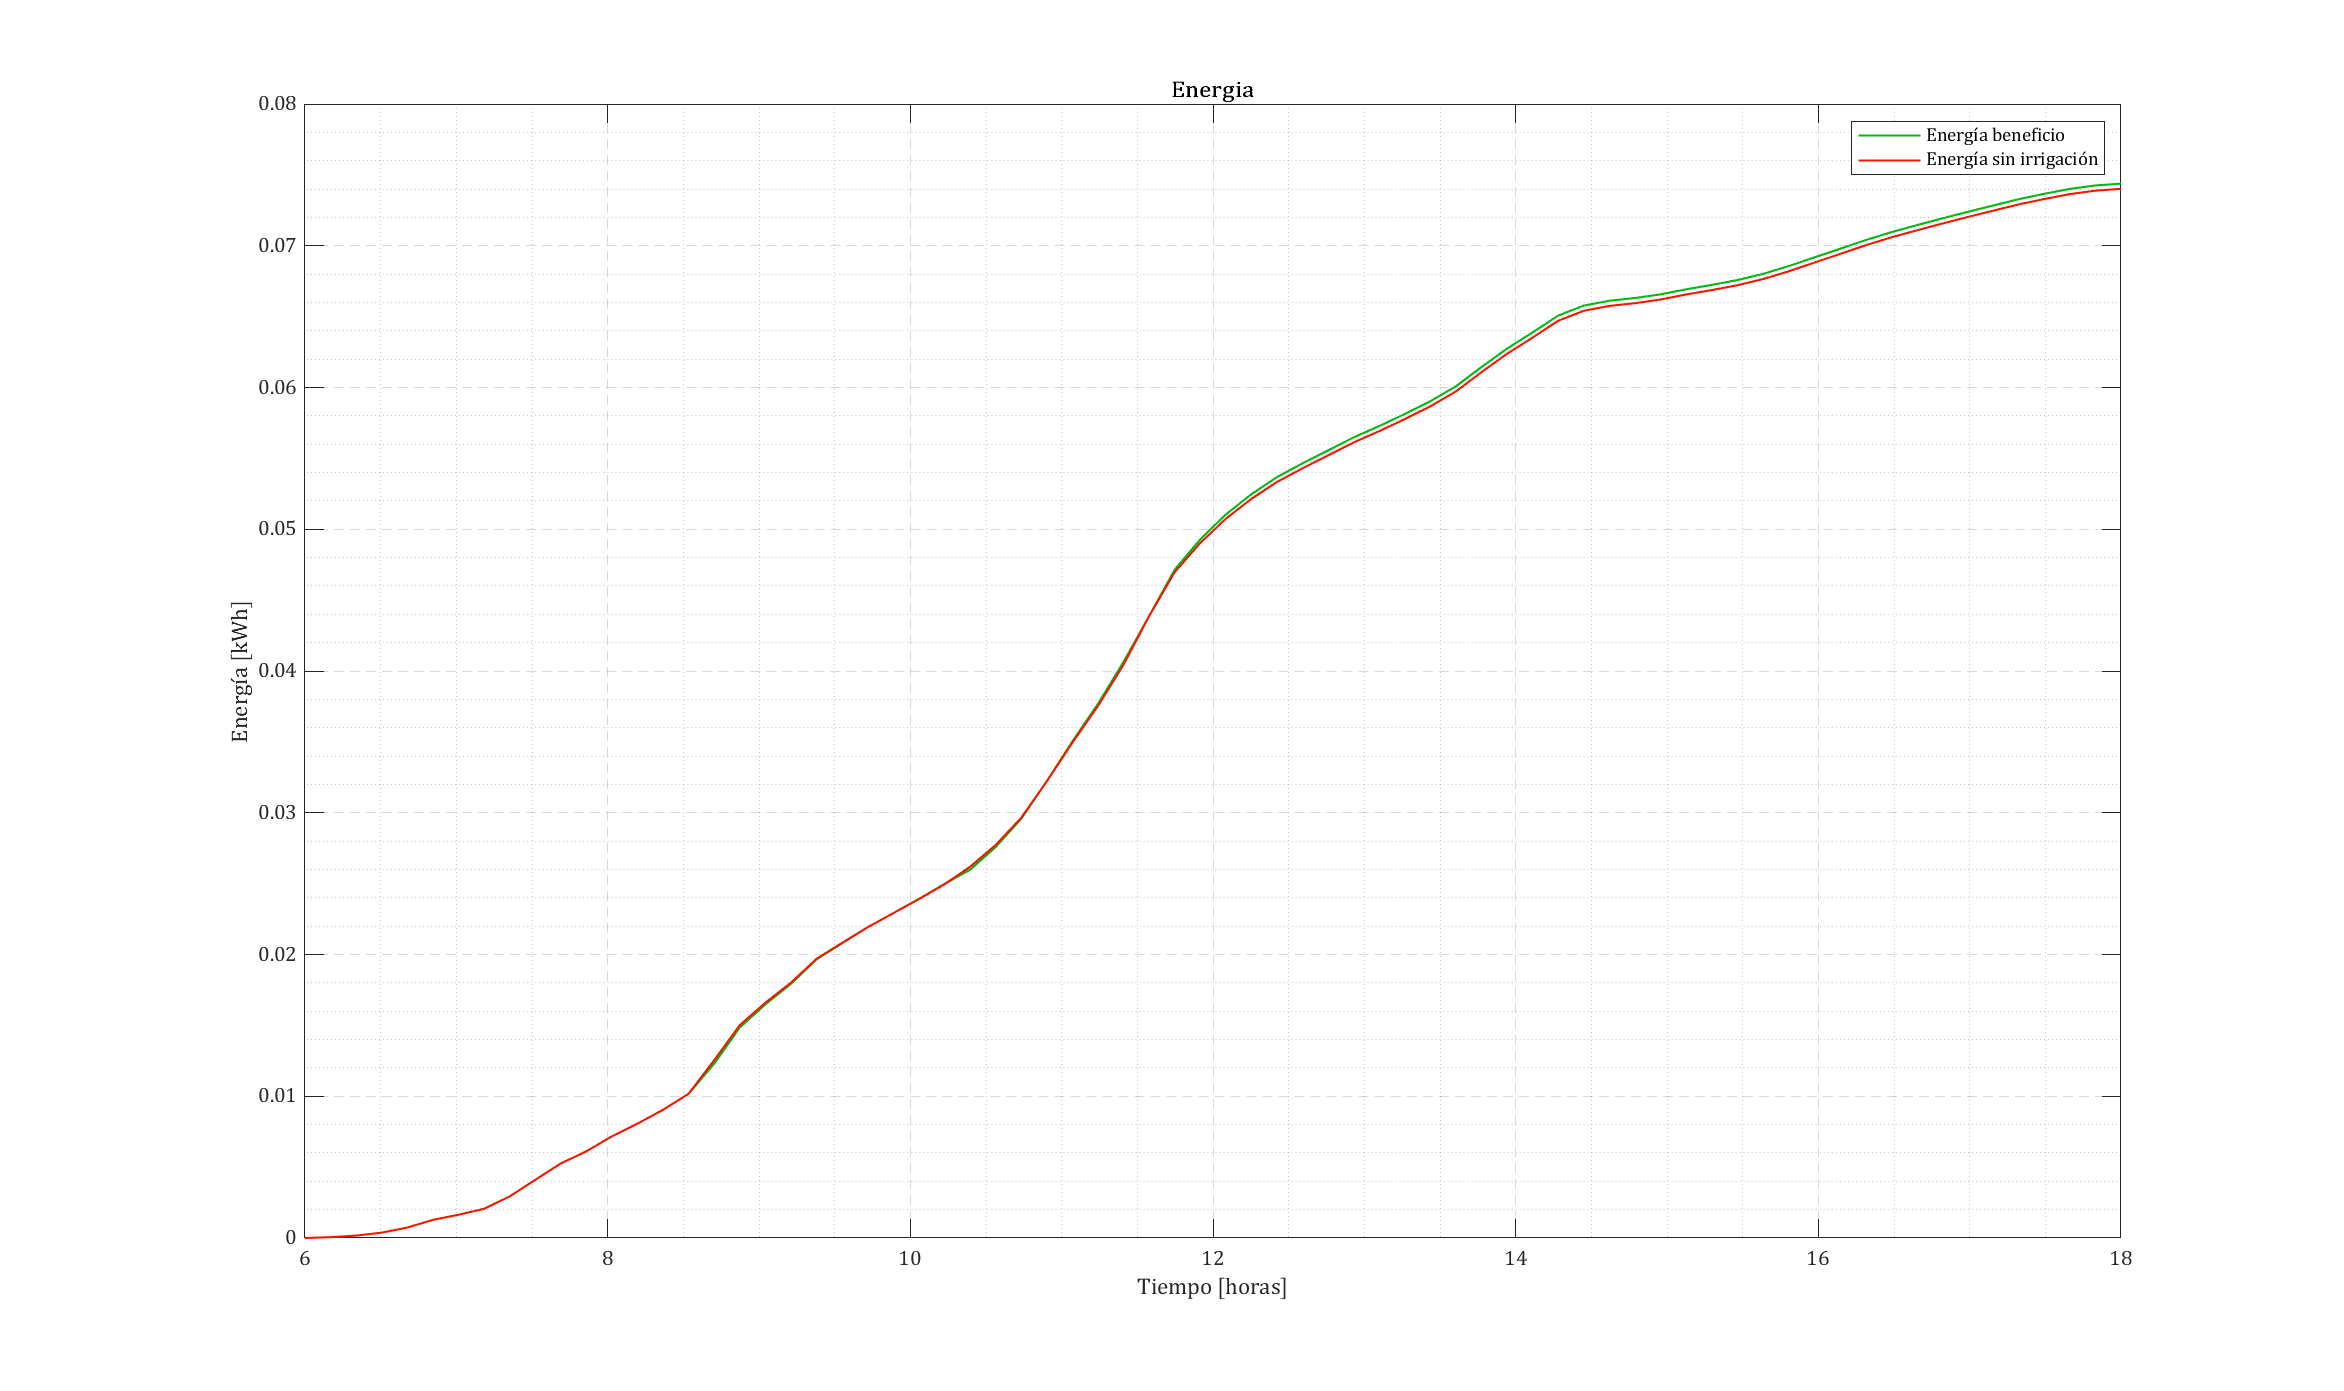 Energia
Energía beneficio
Energía sin irrigación
0.08
0.07
0.06
0.05
0.04
0.03
0.02
0.01
0
Energía [kWh]
6 8 10 12 14 16 18
Tiempo [horas]